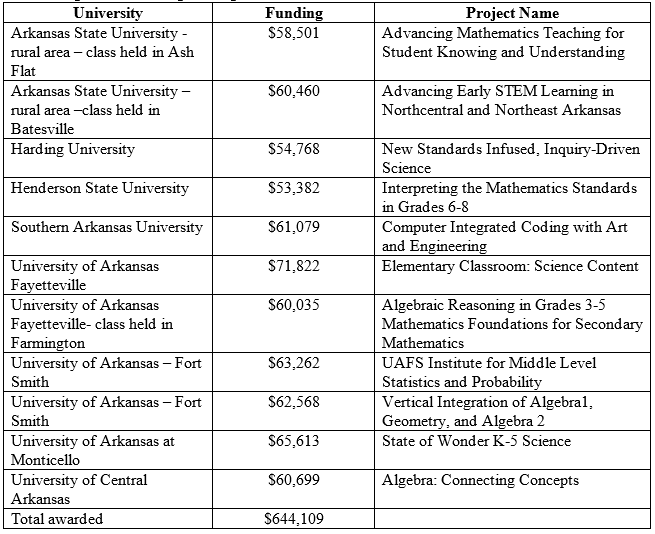 University Funding Project Name
Arkansas State University - $58,501 Advancing Mathematics Teaching for
rural area – class held in Ash Student Knowing and Understanding
Flat
Arkansas State University – $60,460 Advancing Early STEM Learning in
rural area –class held in Northcentral and Northeast Arkansas
Batesville
Harding University $54,768 New Standards Infused, Inquiry-Driven
Science
Henderson State University $53,382 Interpreting the Mathematics Standards
in Grades 6-8
Southern Arkansas University $61,079 Computer Integrated Coding with Art
and Engineering
University of Arkansas $71,822 Elementary Classroom: Science Content
Fayetteville
University of Arkansas $60,035 Algebraic Reasoning in Grades 3-5
Fayetteville- class held in Mathematics Foundations for Secondary
Farmington Mathematics
University of Arkansas – Fort $63,262 UAFS Institute for Middle Level
Smith Statistics and Probability
University of Arkansas – Fort $62,568 Vertical Integration of Algebra1,
Smith Geometry, and Algebra 2
University of Arkansas at $65,613 State of Wonder K-5 Science
Monticello
University of Central $60,699 Algebra: Connecting Concepts
Arkansas
Total awarded $644,109